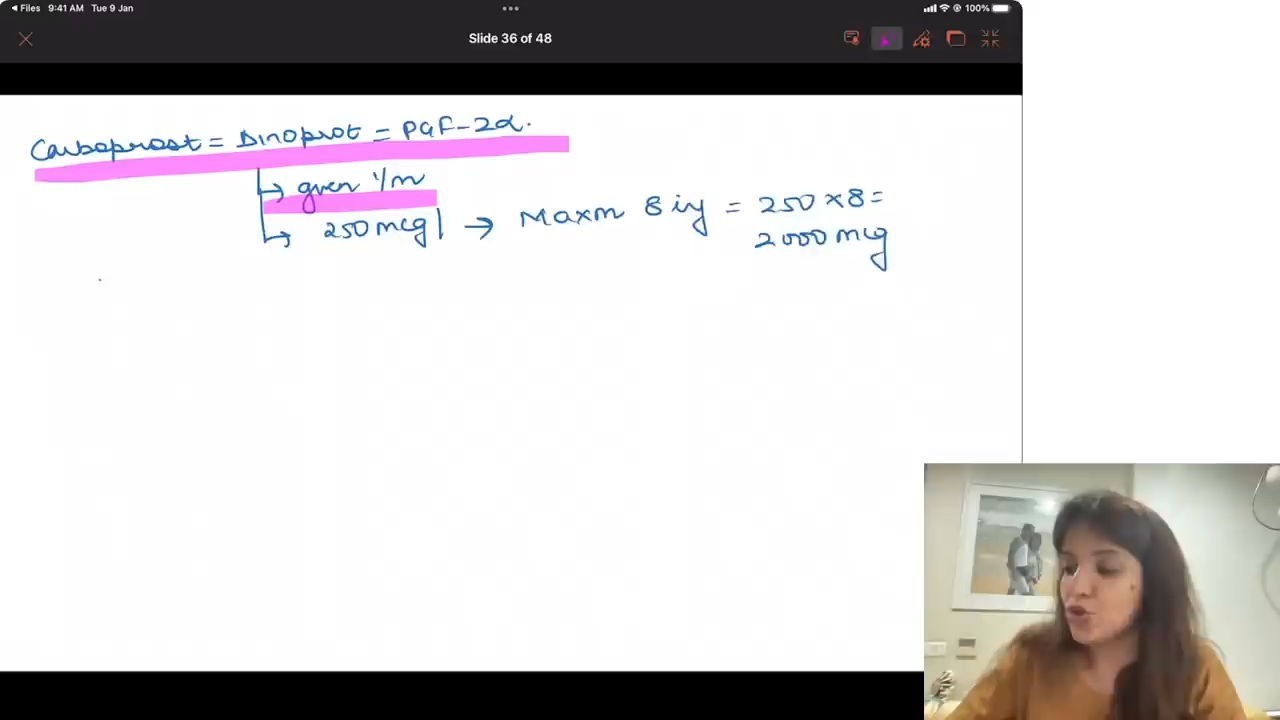 Files 9:41 AM Tue 9 Jan 100%
Slide 36 of 48
Carboprost = Dinoprot = PGF-2α.
given I/m
250 mcg → Maxm 8 inj = 250 x 8 =
2000 mcg